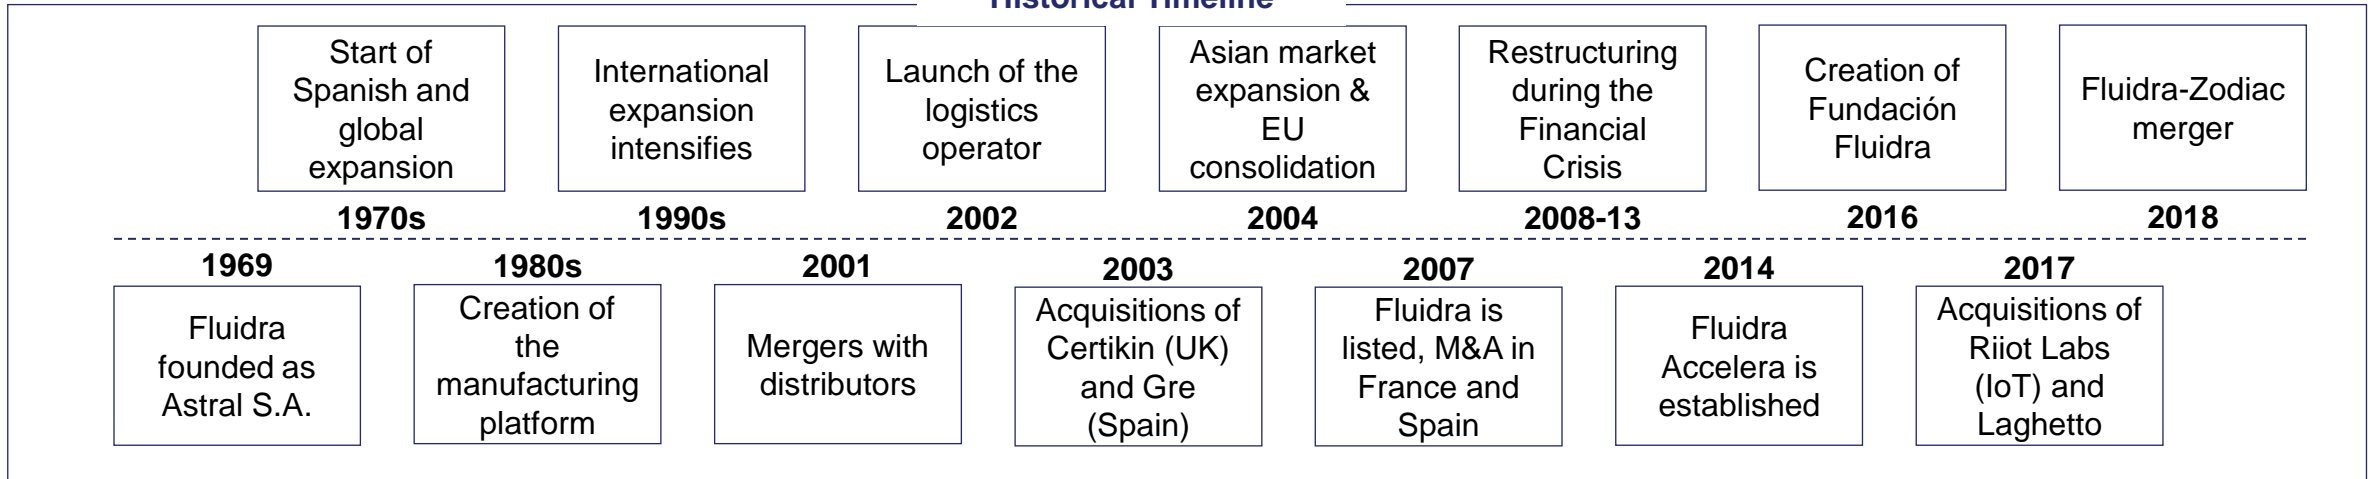 Historical Timeline
Start of
Spanish and
global
expansion
International
expansion
intensifies
Launch of the
logistics
operator
Asian market
expansion &
EU
consolidation
Restructuring
during the
Financial
Crisis
Creation of
Fundación
Fluidra
Fluidra-Zodiac
merger
1970s
1990s
2002
2004
2008-13
2016
2018
1969
1980s
2001
2003
2007
2014
2017
Fluidra
founded as
Astral S.A.
Creation of
the
manufacturing
platform
Mergers with
distributors
Acquisitions of
Certikin (UK)
and Gre
(Spain)
Fluidra is
listed, M&A in
France and
Spain
Fluidra
Accelera is
established
Acquisitions of
Riiot Labs
(IoT) and
Laghetto